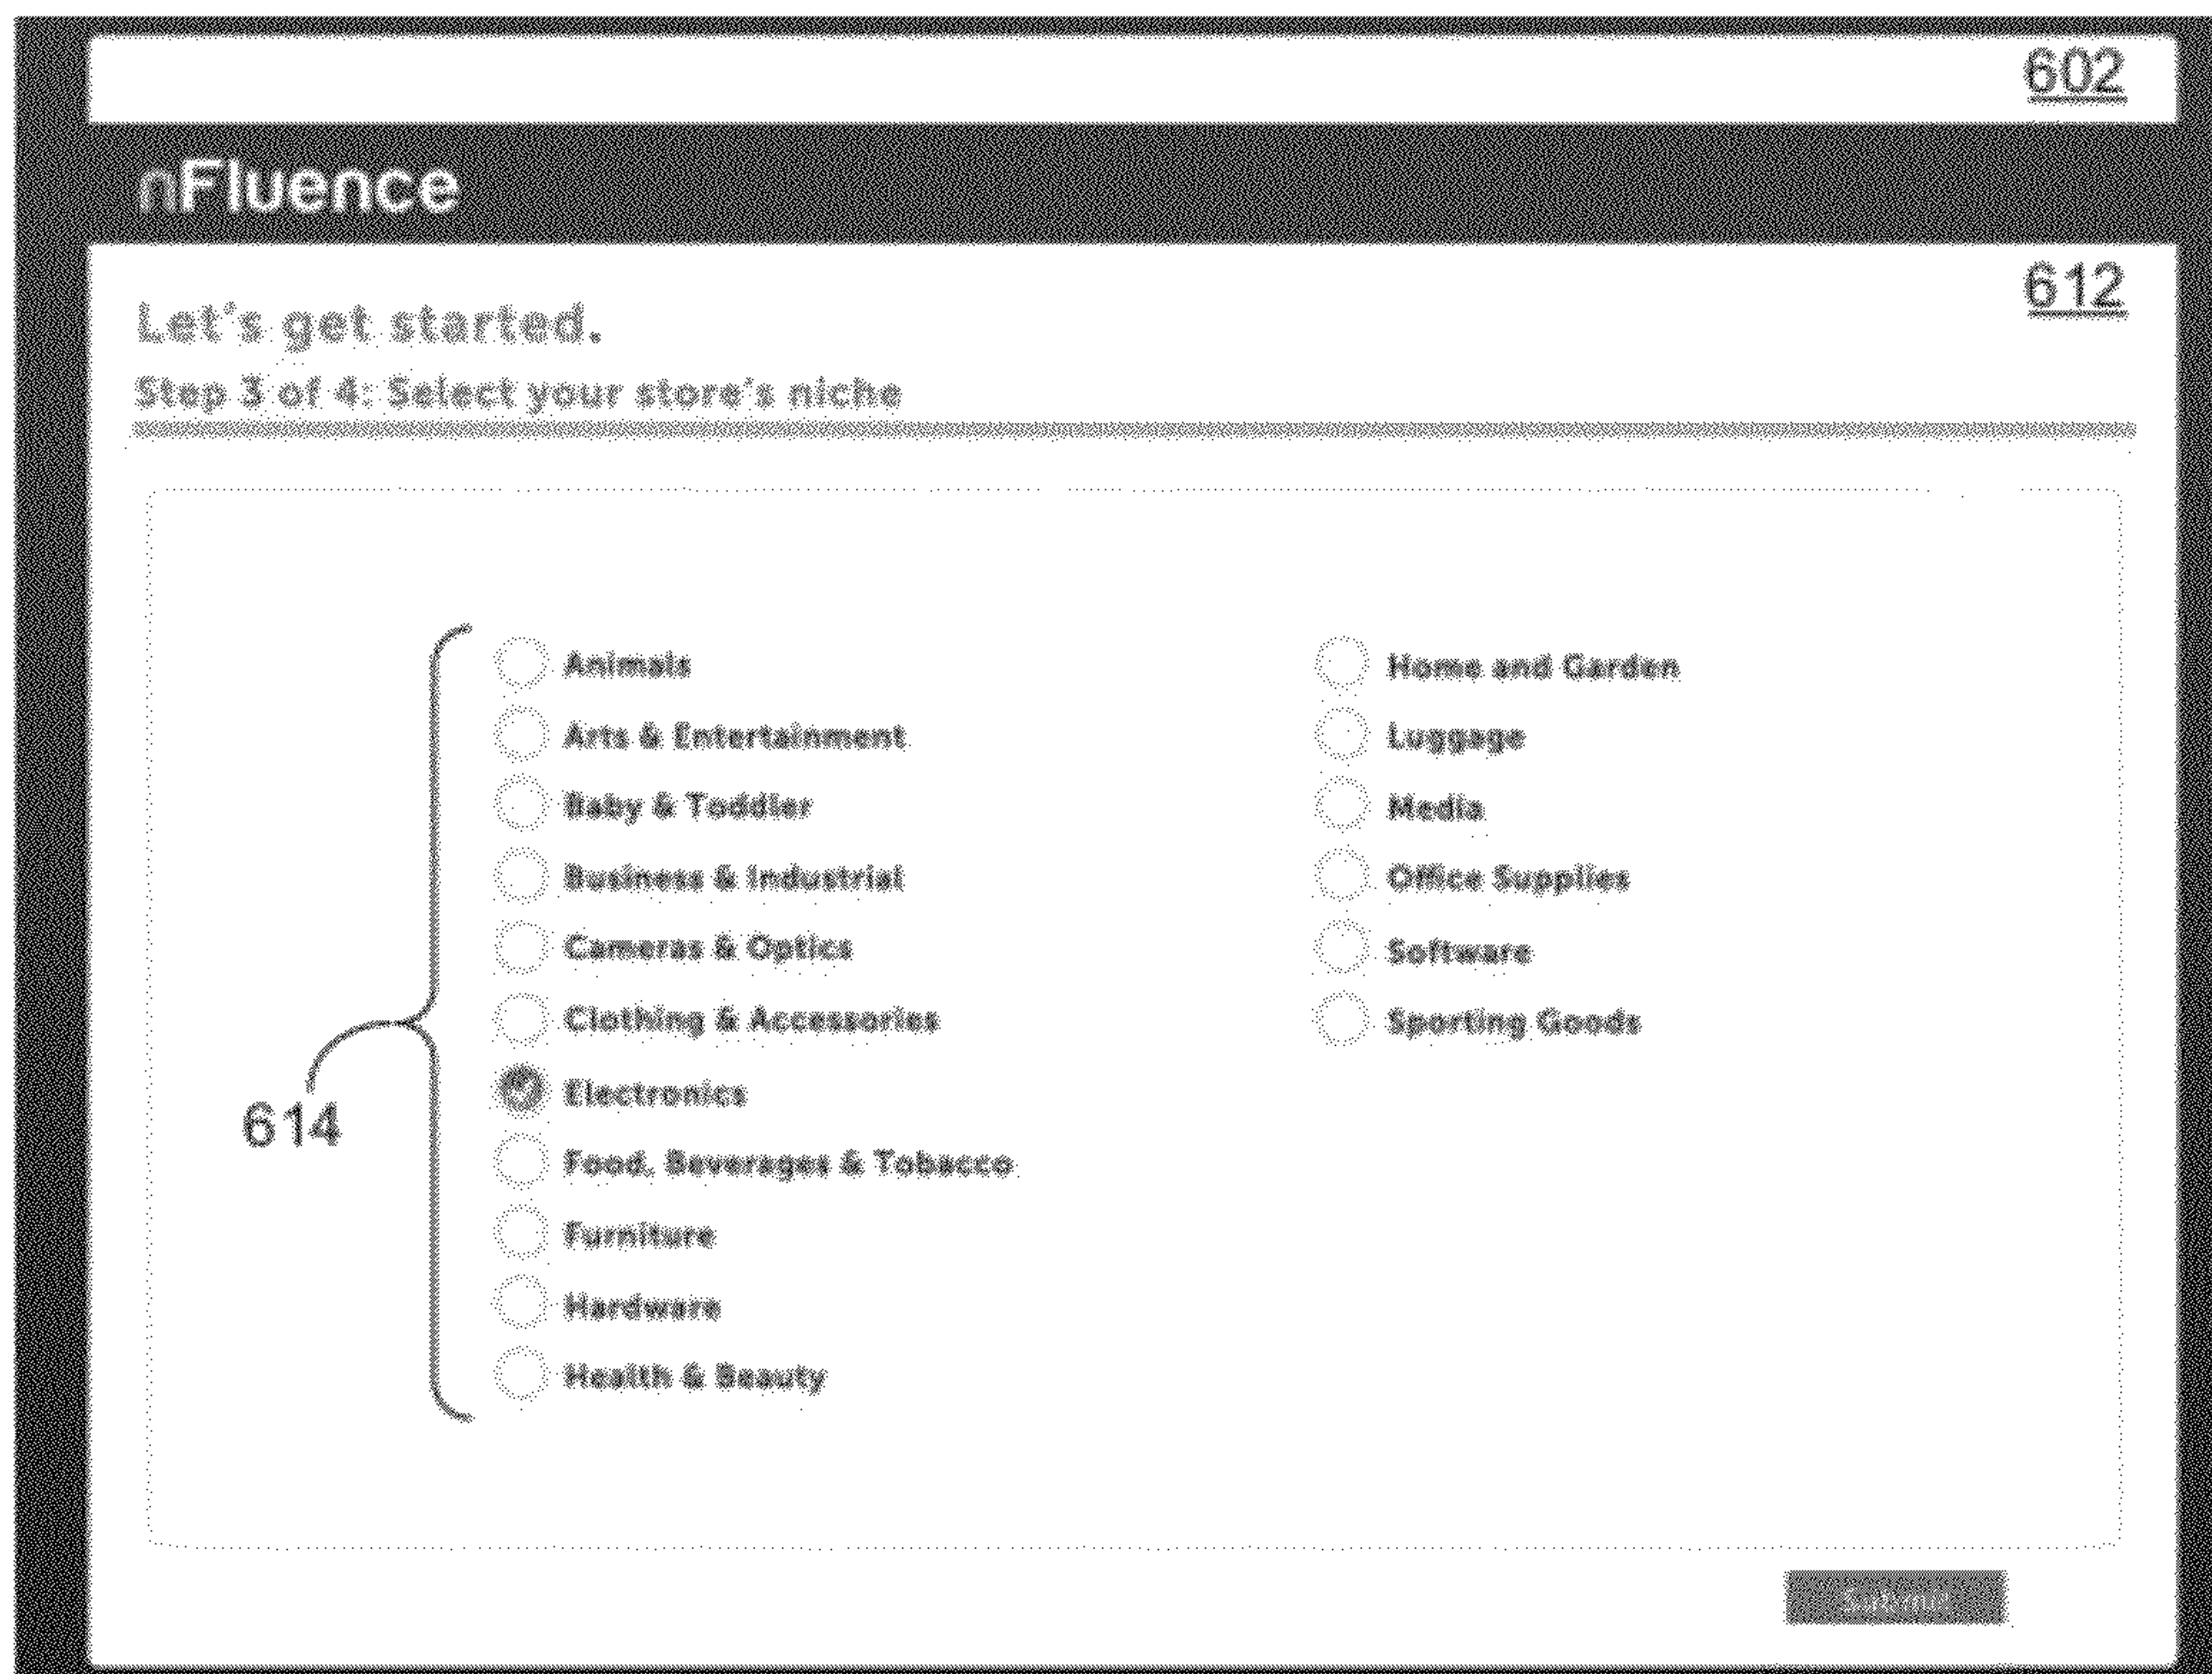 602
nFluence
612
Let's get started.
Step 3 of 4: Select your store's niche
Animals
Arts & Entertainment
Baby & Toddler
Business & Industrial
Cameras & Optics
Clothing & Accessories
Electronics
Food, Beverages & Tobacco
Furniture
Hardware
Health & Beauty
614
Home and Garden
Luggage
Media
Office Supplies
Software
Sporting Goods
Submit